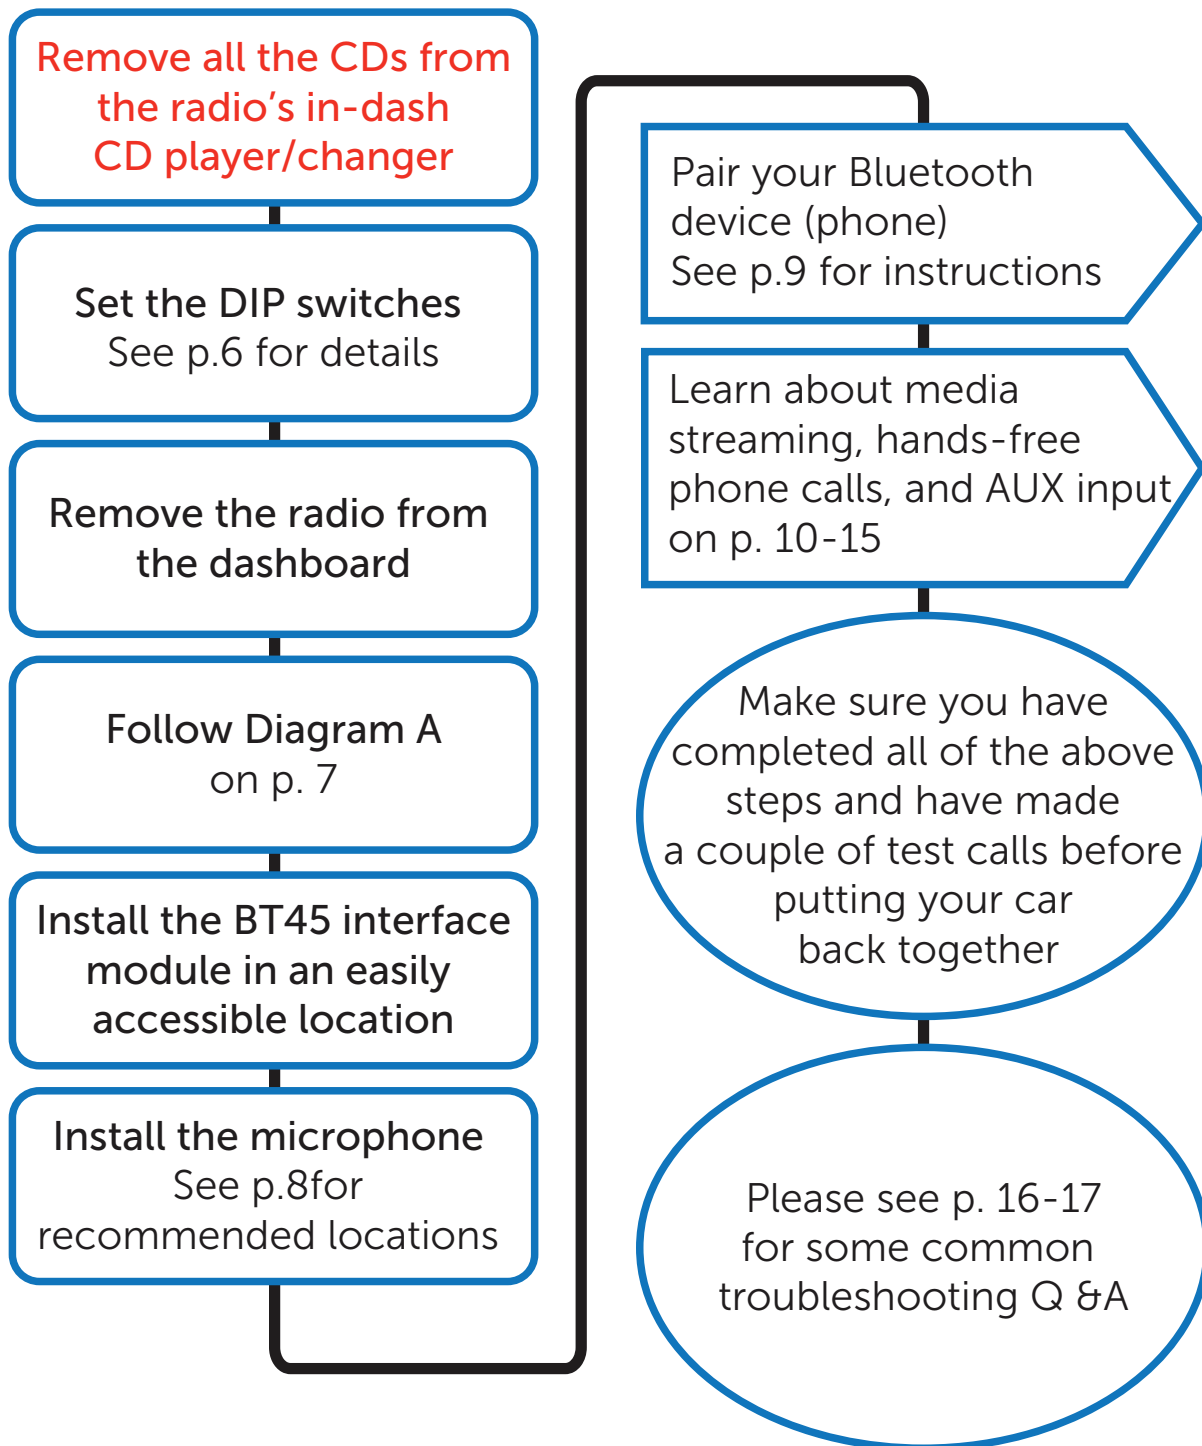 Remove all the CDs from
the radio's in-dash
CD player/changer
Set the DIP switches
See p.6 for details
Remove the radio from
the dashboard
Follow Diagram A
on p. 7
Install the BT45 interface
module in an easily
accessible location
Install the microphone
See p.8for
recommended locations
Pair your Bluetooth
device (phone)
See p.9 for instructions
Learn about media
streaming, hands-free
phone calls, and AUX input
on p. 10-15
Make sure you have
completed all of the above
steps and have made
a couple of test calls before
putting your car
back together
Please see p. 16-17
for some common
troubleshooting Q &A